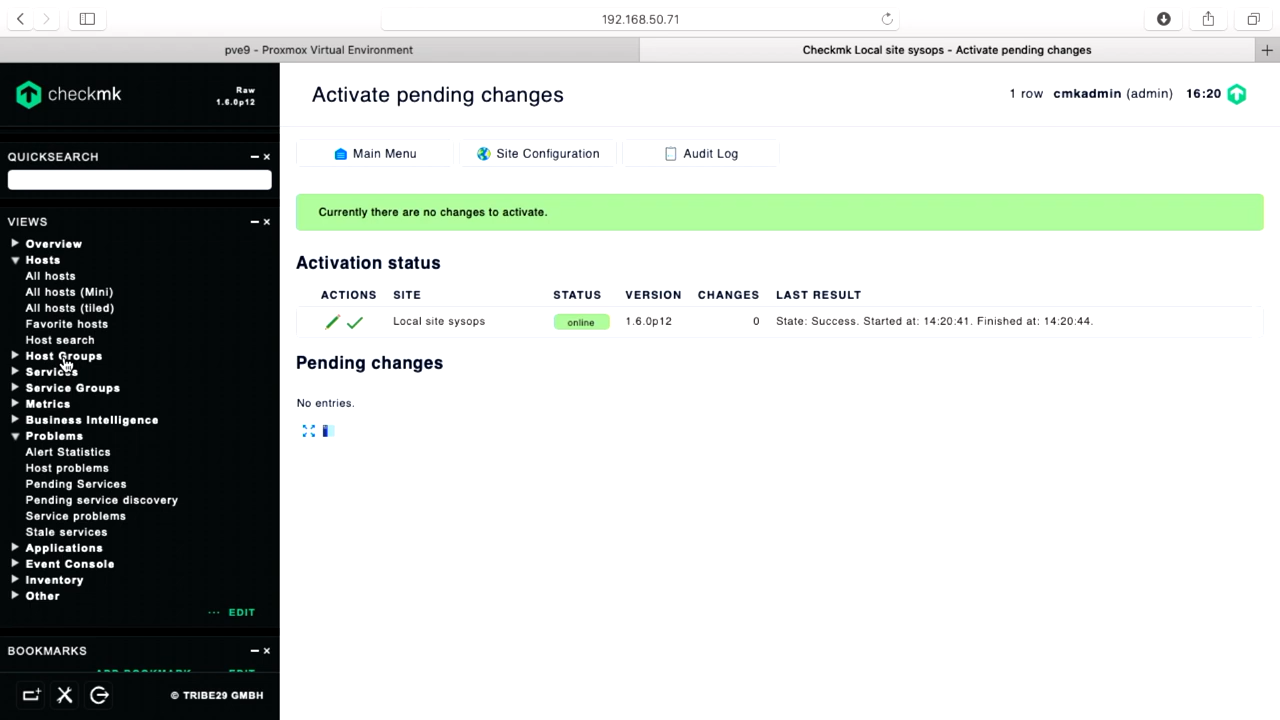 192.168.50.71
pve9 - Proxmox Virtual Environment
Checkmk Local site sysops - Activate pending changes
checkmk
Raw
1.6.0p12
Activate pending changes
1 row cmkadmin (admin) 16:20
QUICKSEARCH
Main Menu
Site Configuration
Audit Log
VIEWS
Overview
Hosts
All hosts
All hosts (Mini)
All hosts (tiled)
Favorite hosts
Host search
Host Groups
Services
Service Groups
Metrics
Business Intelligence
Problems
Alert Statistics
Host problems
Pending Services
Pending service discovery
Service problems
Stale services
Applications
Event Console
Inventory
Other
... EDIT
BOOKMARKS
ADD BOOKMARK EDIT
© TRIBE29 GMBH
Currently there are no changes to activate.
Activation status
ACTIONS SITE STATUS VERSION CHANGES LAST RESULT
Local site sysops online 1.6.0p12 0 State: Success. Started at: 14:20:41. Finished at: 14:20:44.
Pending changes
No entries.